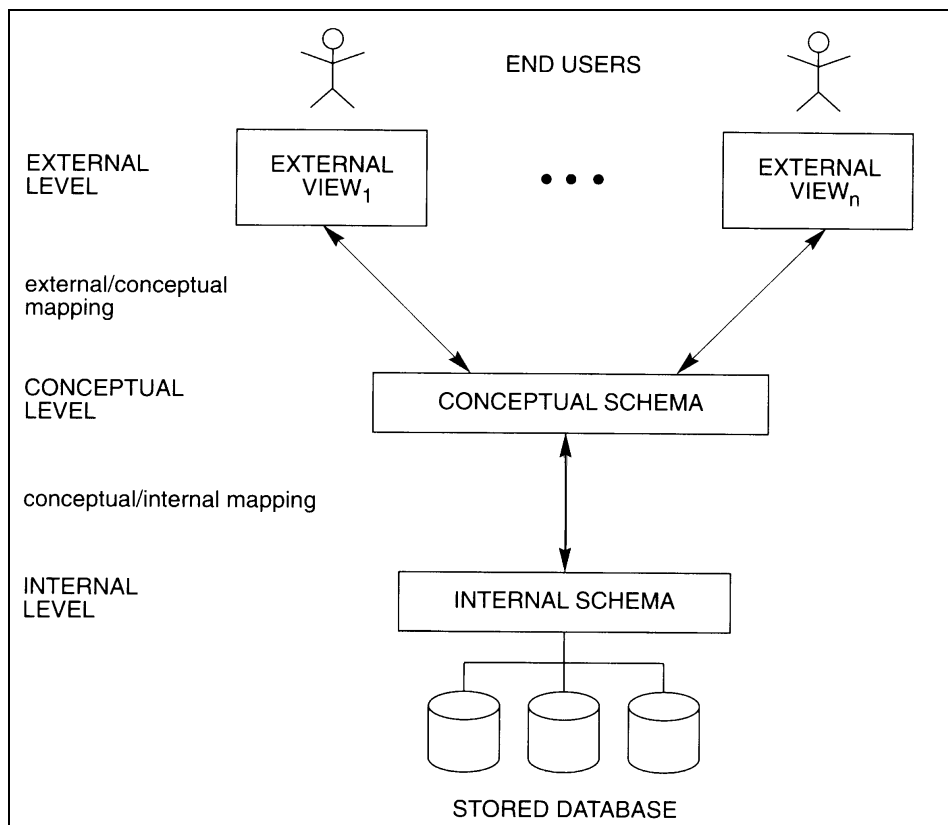 END USERS
EXTERNAL
LEVEL
EXTERNAL
VIEW1
• • •
EXTERNAL
VIEWn
external/conceptual
mapping
CONCEPTUAL
LEVEL
CONCEPTUAL SCHEMA
conceptual/internal mapping
INTERNAL
LEVEL
INTERNAL SCHEMA
STORED DATABASE